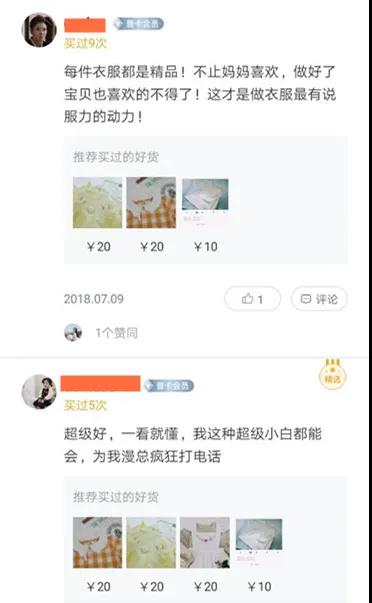 普卡会员
买过9次
每件衣服都是精品！不止妈妈喜欢，做好了
宝贝也喜欢的不得了！这才是做衣服最有说
服力的动力！
推荐买过的好货
￥20 ￥20 ￥10
2018.07.09 1 评论
1个赞同
精选
普卡会员
买过5次
超级好，一看就懂，我这种超级小白都能
会，为我漫总疯狂打电话
推荐买过的好货
￥20 ￥20 ￥20 ￥10